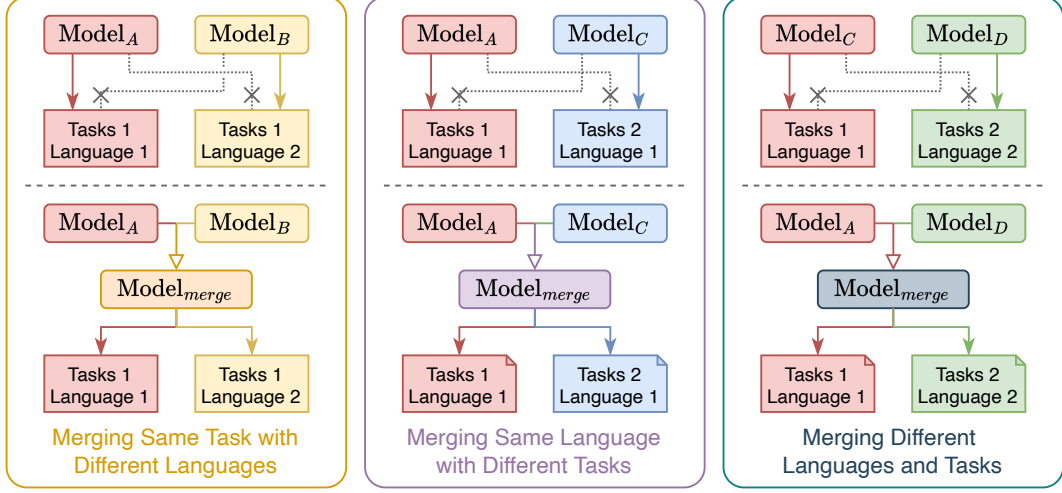 Model_A
Model_B
Tasks 1
Language 1
Tasks 1
Language 2
Model_A
Model_B
Model_merge
Tasks 1
Language 1
Tasks 1
Language 2
Merging Same Task with
Different Languages
Model_A
Model_C
Tasks 1
Language 1
Tasks 2
Language 1
Model_A
Model_C
Model_merge
Tasks 1
Language 1
Tasks 2
Language 1
Merging Same Language
with Different Tasks
Model_C
Model_D
Tasks 1
Language 1
Tasks 2
Language 2
Model_A
Model_D
Model_merge
Tasks 1
Language 1
Tasks 2
Language 2
Merging Different
Languages and Tasks